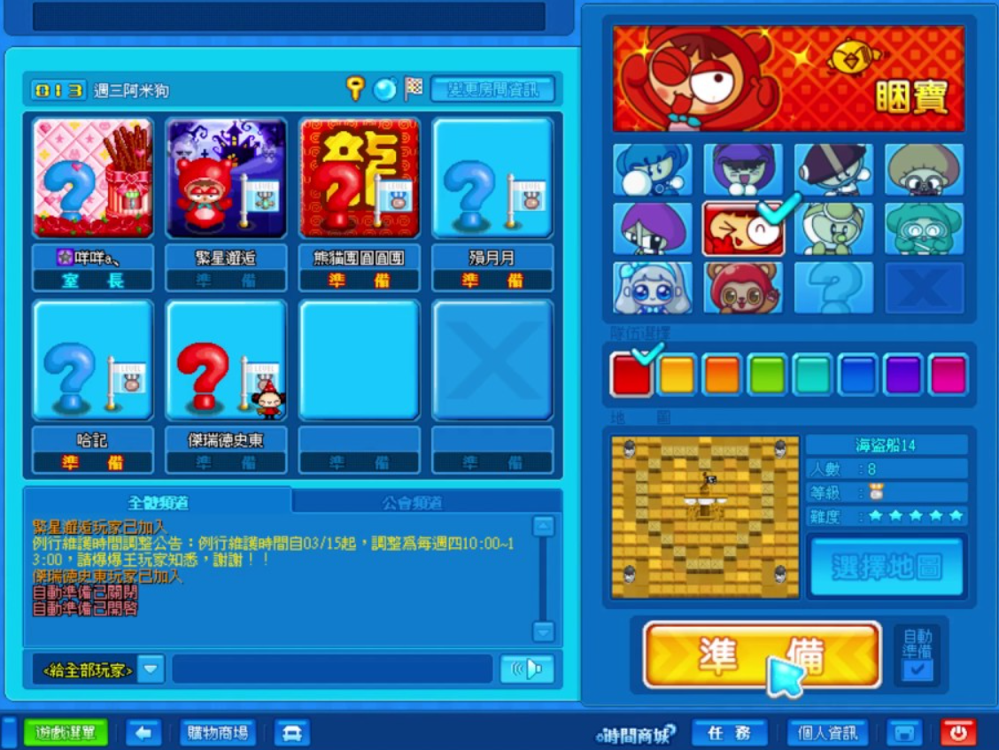 013 週三阿米狗
變更房間資訊
睏寶
咩咩a、
繁星邂逅
熊貓團圓圓團
殞月月
室長
準備
準備
準備
哈記
傑瑞德史東
準備
準備
準備
準備
隊伍選擇
地圖
海盜船14
人數：8
等級：
難度：
選擇地圖
全體頻道
公會頻道
繁星邂逅玩家已加入
例行維護時間調整公告：例行維護時間自03/15起，調整為每週四10:00~1
3:00，請爆爆王玩家知悉，謝謝！！
傑瑞德史東玩家已加入
自動準備已關閉
自動準備已開啓
<給全部玩家>
準備
自動
準備
遊戲選單
購物商場
時間商城
任務
個人資訊